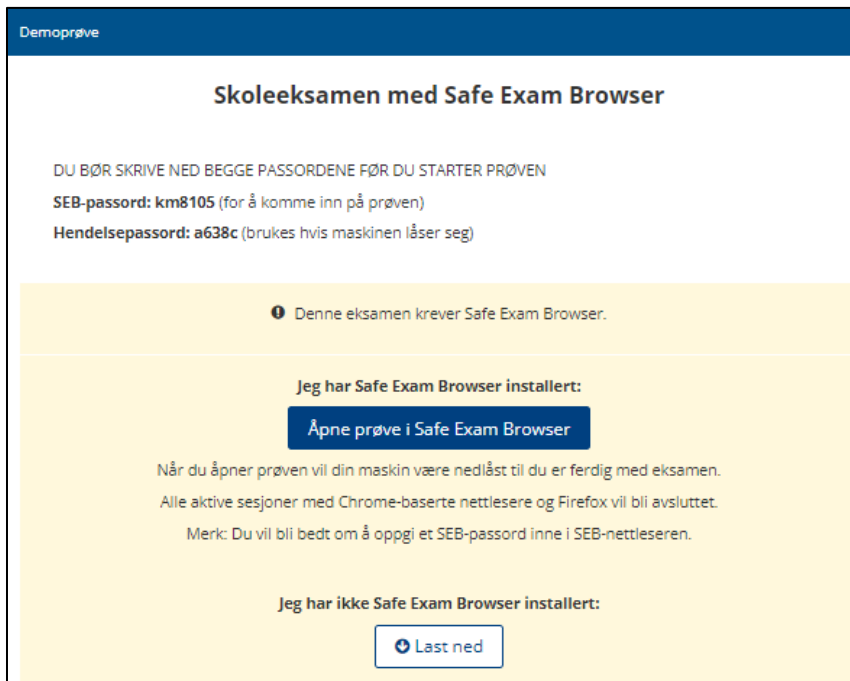 Demoprøve
Skoleeksamen med Safe Exam Browser
DU BØR SKRIVE NED BEGGE PASSORDENE FØR DU STARTER PRØVEN
SEB-passord: km8105 (for å komme inn på prøven)
Hendelsepassord: a638c (brukes hvis maskinen låser seg)
Denne eksamen krever Safe Exam Browser.
Jeg har Safe Exam Browser installert:
Åpne prøve i Safe Exam Browser
Når du åpner prøven vil din maskin være nedlåst til du er ferdig med eksamen.
Alle aktive sesjoner med Chrome-baserte nettlesere og Firefox vil bli avsluttet.
Merk: Du vil bli bedt om å oppgi et SEB-passord inne i SEB-nettleseren.
Jeg har ikke Safe Exam Browser installert:
Last ned